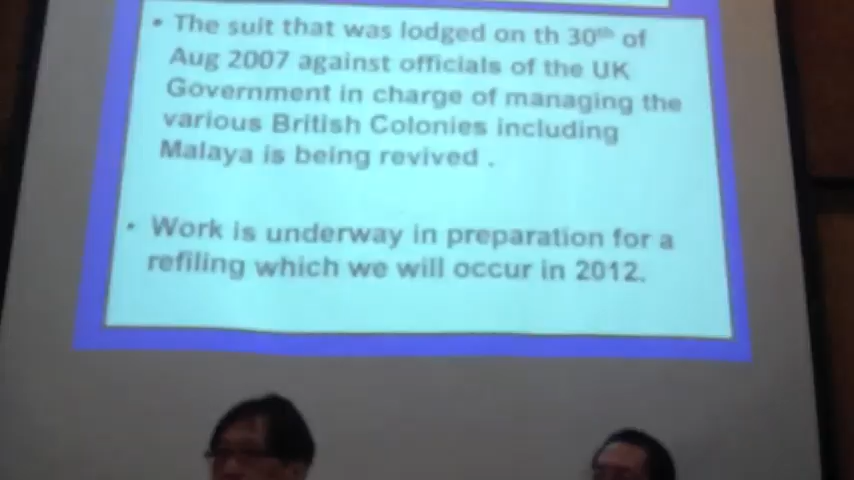 • The suit that was lodged on th 30th of
Aug 2007 against officials of the UK
Government in charge of managing the
various British Colonies including
Malaya is being revived .
• Work is underway in preparation for a
refiling which we will occur in 2012.